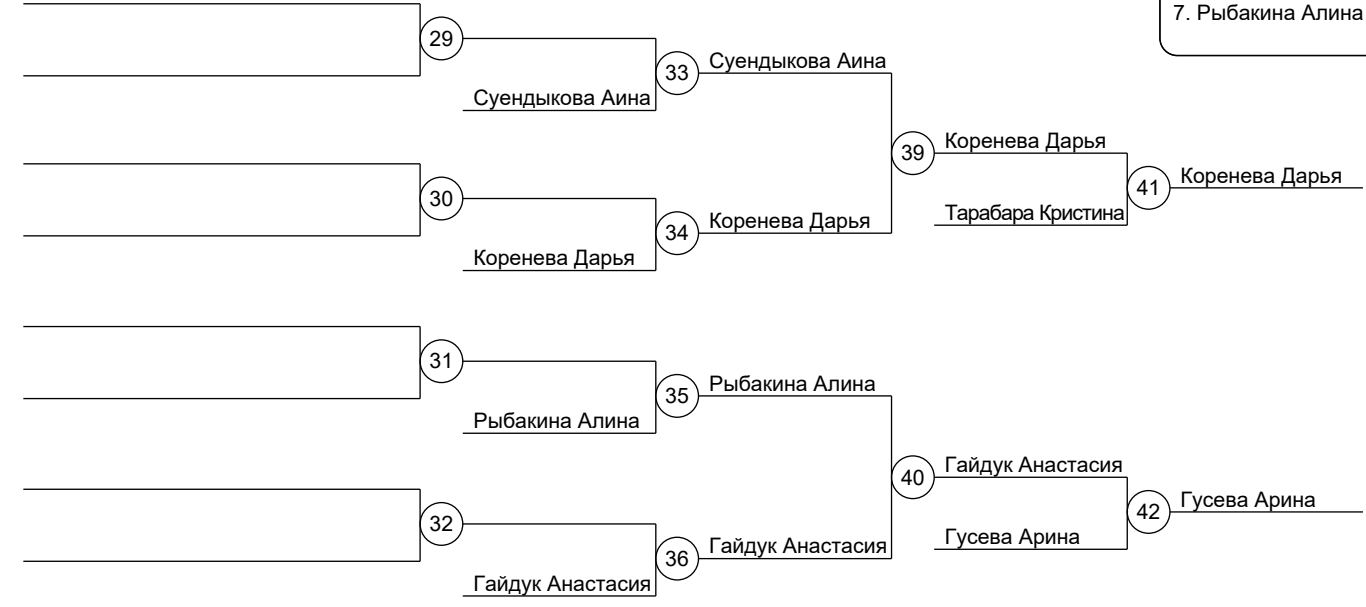 7. Рыбакина Алина
29
33
Суендыкова Аина
Суендыкова Аина
39
Коренева Дарья
41
Коренева Дарья
30
34
Коренева Дарья
Тарабара Кристина
Коренева Дарья
31
35
Рыбакина Алина
Рыбакина Алина
40
Гайдук Анастасия
42
Гусева Арина
32
36
Гайдук Анастасия
Гусева Арина
Гайдук Анастасия